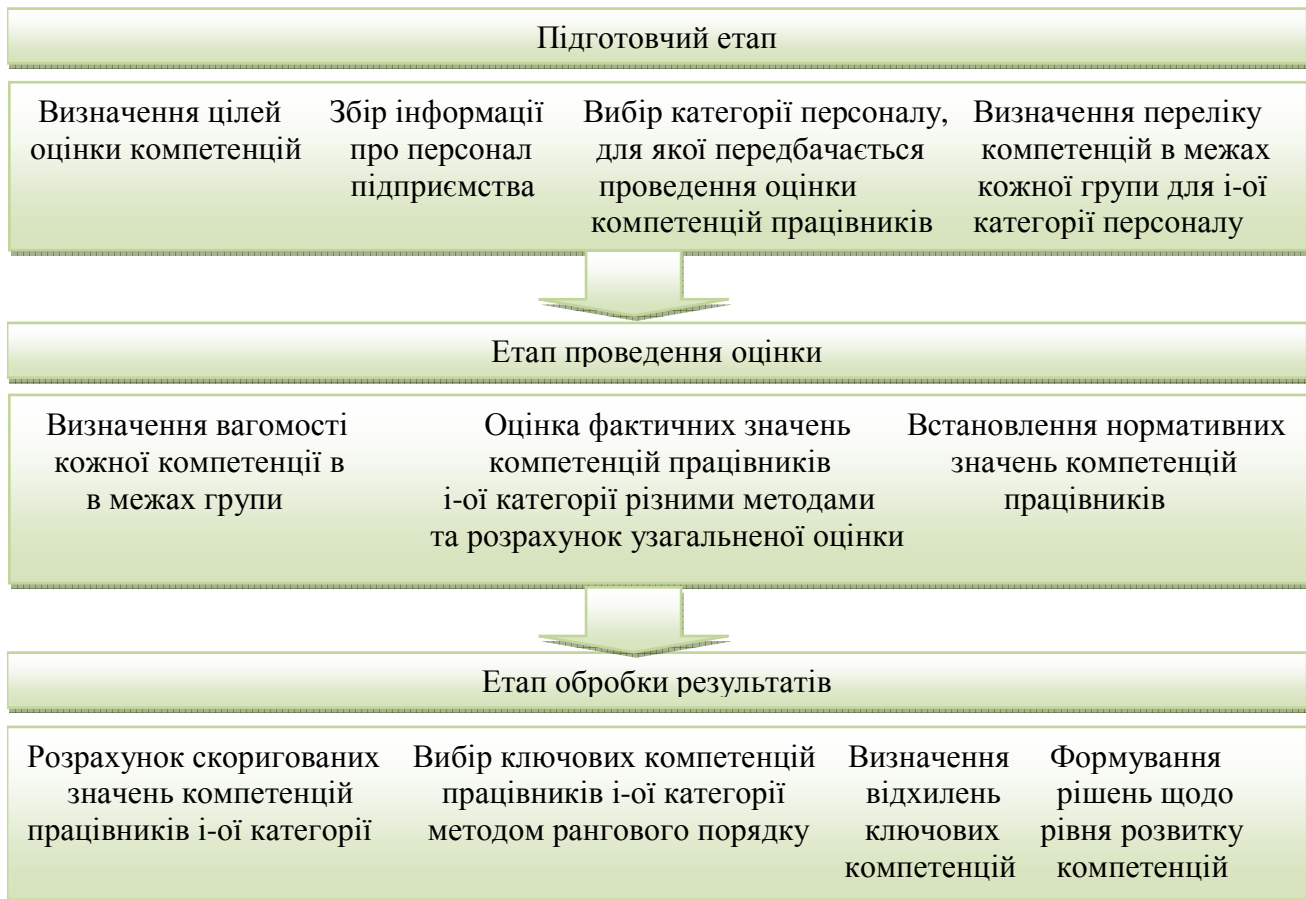 Підготовчий етап
Визначення цілей
оцінки компетенцій
Збір інформації
про персонал
підприємства
Вибір категорії персоналу,
для якої передбачається
проведення оцінки
компетенцій працівників
Визначення переліку
компетенцій в межах
кожної групи для і-ої
категорії персоналу
Етап проведення оцінки
Визначення вагомості
кожної компетенції в
в межах групи
Оцінка фактичних значень
компетенцій працівників
і-ої категорії різними методами
та розрахунок узагальненої оцінки
Встановлення нормативних
значень компетенцій
працівників
Етап обробки результатів
Розрахунок скоригованих
значень компетенцій
працівників і-ої категорії
Вибір ключових компетенцій
працівників і-ої категорії
методом рангового порядку
Визначення
відхилень
ключових
компетенцій
Формування
рішень щодо
рівня розвитку
компетенцій